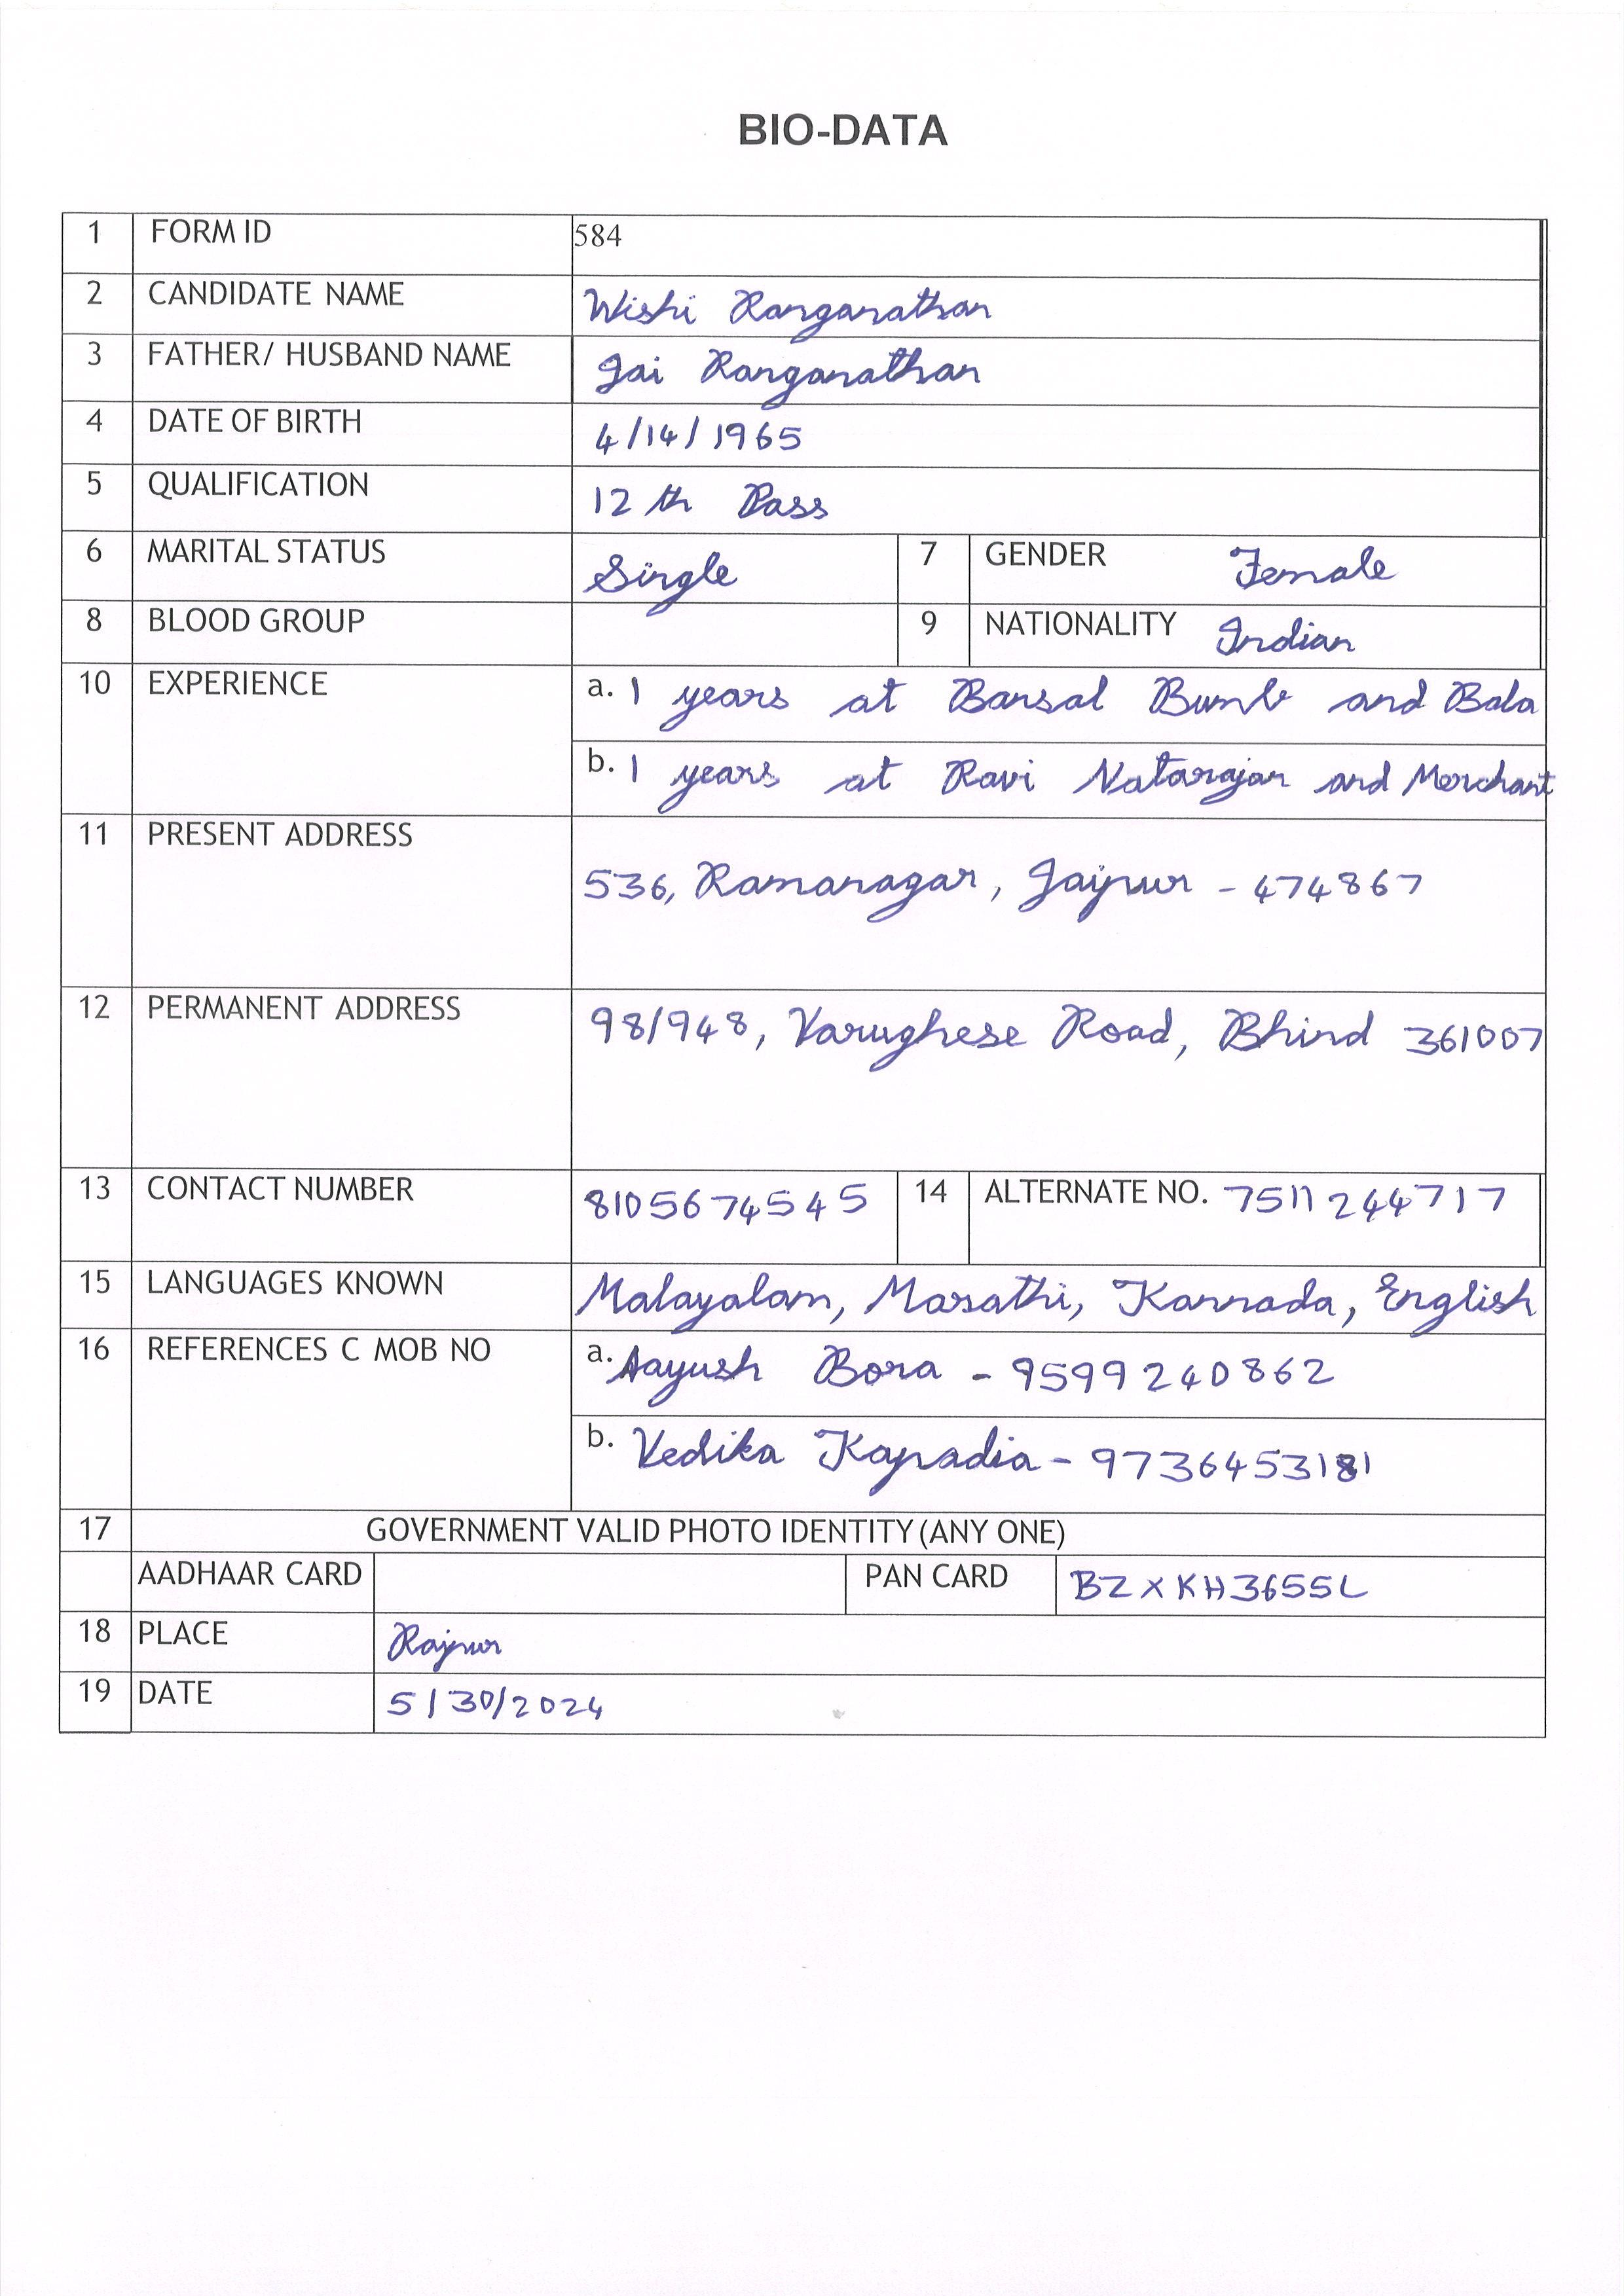 BIO-DATA
1 FORM ID 584
2 CANDIDATE NAME Wishi Ranganathan
3 FATHER/ HUSBAND NAME Jai Ranganathan
4 DATE OF BIRTH 4/14/1965
5 QUALIFICATION 12th Pass
6 MARITAL STATUS Single 7 GENDER Female
8 BLOOD GROUP 9 NATIONALITY Indian
10 EXPERIENCE a. 1 years at Bansal Bumb and Bala
b. 1 years at Ravi Natarajan and Merchant
11 PRESENT ADDRESS
536, Ramanagar, Jaipur - 474867
12 PERMANENT ADDRESS 98/948, Varughese Road, Bhind 361007
13 CONTACT NUMBER 8105674545 14 ALTERNATE NO. 7511244717
15 LANGUAGES KNOWN Malayalam, Marathi, Kannada, English
16 REFERENCES C MOB NO a. Aayush Bora - 9599240862
b. Vedika Kapadia - 9736453181
17 GOVERNMENT VALID PHOTO IDENTITY (ANY ONE)
AADHAAR CARD PAN CARD BZXKH3655L
18 PLACE Rajpur
19 DATE 5/30/2024